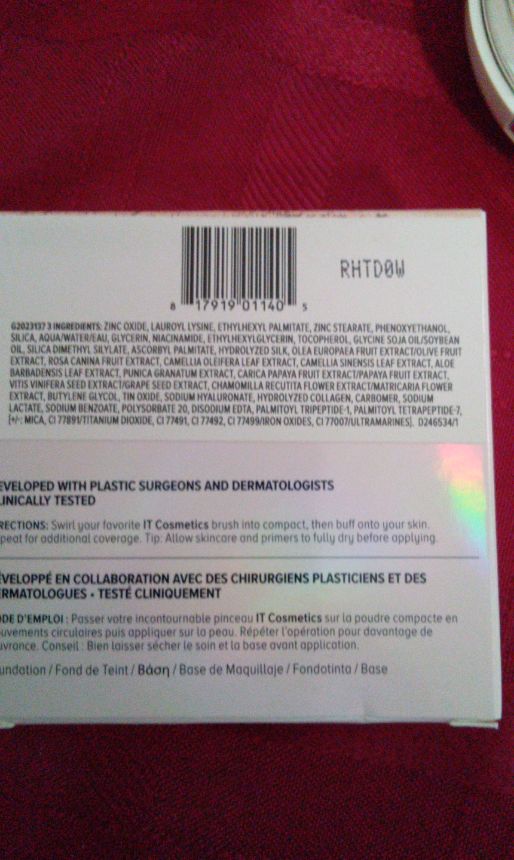 RHTD0W
8 17919 01140 5
G2023137 3 INGREDIENTS: ZINC OXIDE, LAUROYL LYSINE, ETHYLHEXYL PALMITATE, ZINC STEARATE, PHENOXYETHANOL,
SILICA, AQUA/WATER/EAU, GLYCERIN, NIACINAMIDE, ETHYLHEXYLGLYCERIN, TOCOPHEROL, GLYCINE SOJA OIL/SOYBEAN
OIL, SILICA DIMETHYL SILYLATE, ASCORBYL PALMITATE, HYDROLYZED SILK, OLEA EUROPAEA FRUIT EXTRACT/OLIVE FRUIT
EXTRACT, ROSA CANINA FRUIT EXTRACT, CAMELLIA OLEIFERA LEAF EXTRACT, CAMELLIA SINENSIS LEAF EXTRACT, ALOE
BARBADENSIS LEAF EXTRACT, PUNICA GRANATUM EXTRACT, CARICA PAPAYA FRUIT EXTRACT/PAPAYA FRUIT EXTRACT,
VITIS VINIFERA SEED EXTRACT/GRAPE SEED EXTRACT, CHAMOMILLA RECUTITA FLOWER EXTRACT/MATRICARIA FLOWER
EXTRACT, BUTYLENE GLYCOL, TIN OXIDE, SODIUM HYALURONATE, HYDROLYZED COLLAGEN, CARBOMER, SODIUM
LACTATE, SODIUM BENZOATE, POLYSORBATE 20, DISODIUM EDTA, PALMITOYL TRIPEPTIDE-1, PALMITOYL TETRAPEPTIDE-7,
[+/-: MICA, CI 77891/TITANIUM DIOXIDE, CI 77491, CI 77492, CI 77499/IRON OXIDES, CI 77007/ULTRAMARINES]. D246534/1
EVELOPED WITH PLASTIC SURGEONS AND DERMATOLOGISTS
LINICALLY TESTED
RECTIONS: Swirl your favorite IT Cosmetics brush into compact, then buff onto your skin.
peat for additional coverage. Tip: Allow skincare and primers to fully dry before applying.
ÉVELOPPÉ EN COLLABORATION AVEC DES CHIRURGIENS PLASTICIENS ET DES
ERMATOLOGUES • TESTÉ CLINIQUEMENT
ODE D'EMPLOI : Passer votre incontournable pinceau IT Cosmetics sur la poudre compacte en
ouvements circulaires puis appliquer sur la peau. Répéter l'opération pour davantage de
uvrance. Conseil : Bien laisser sécher le soin et la base avant application.
undation / Fond de Teint / Βάση / Base de Maquillaje / Fondotinta / Base